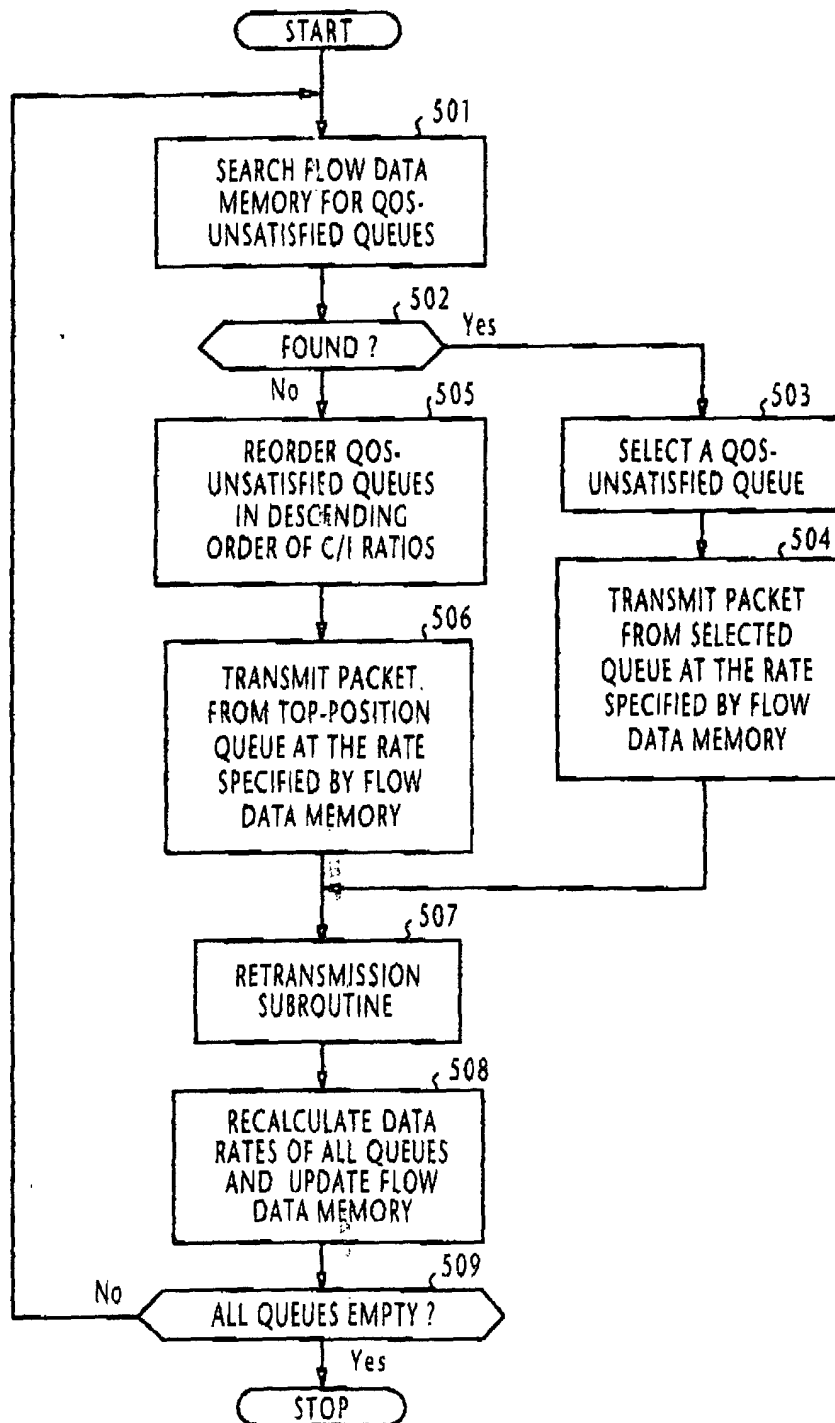 START
501
SEARCH FLOW DATA
MEMORY FOR QOS-
UNSATISFIED QUEUES
502
FOUND ?
Yes
No
505
REORDER QOS-
UNSATISFIED QUEUES
IN DESCENDING
ORDER OF C/I RATIOS
503
SELECT A QOS-
UNSATISFIED QUEUE
504
TRANSMIT PACKET
FROM SELECTED
QUEUE AT THE RATE
SPECIFIED BY FLOW
DATA MEMORY
506
TRANSMIT PACKET
FROM TOP-POSITION
QUEUE AT THE RATE
SPECIFIED BY FLOW
DATA MEMORY
507
RETRANSMISSION
SUBROUTINE
508
RECALCULATE DATA
RATES OF ALL QUEUES
AND UPDATE FLOW
DATA MEMORY
509
No
ALL QUEUES EMPTY ?
Yes
STOP